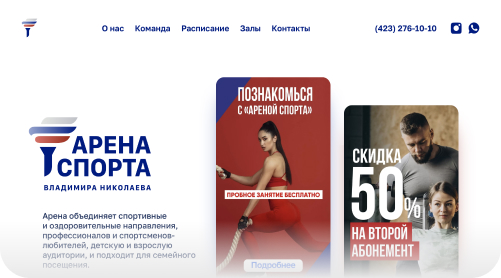 О нас Команда Расписание Залы Контакты (423) 276-10-10
АРЕНА
СПОРТА
ВЛАДИМИРА НИКОЛАЕВА
Арена объединяет спортивные
и оздоровительные направления,
профессионалов и спортсменов-
любителей, детскую и взрослую
аудитории, и подходит для семейного
посещения.
ПОЗНАКОМЬСЯ
С «АРЕНОЙ СПОРТА»
ПРОБНОЕ ЗАНЯТИЕ БЕСПЛАТНО
Подробнее
СКИДКА
50%
НА ВТОРОЙ
АБОНЕМЕНТ